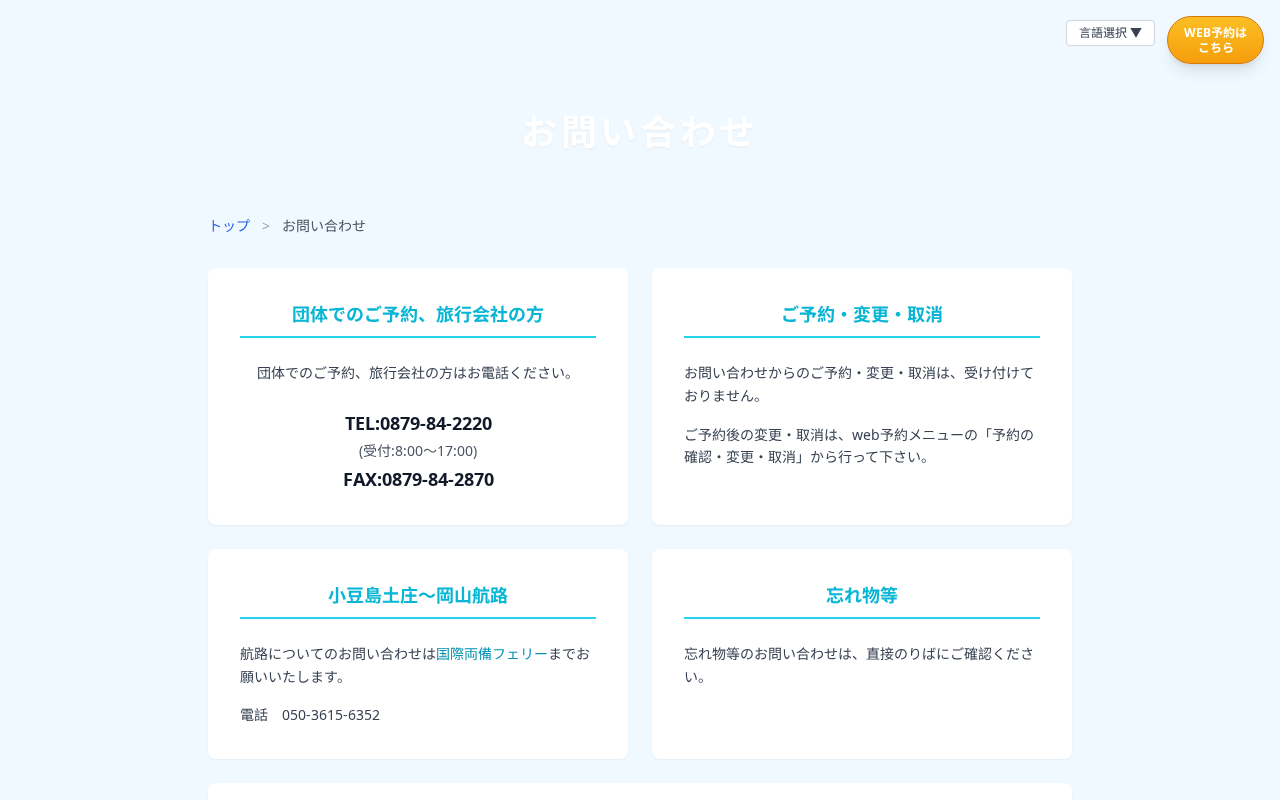 言語選択 ▼
WEB予約は
こちら
お問い合わせ
トップ > お問い合わせ
団体でのご予約、旅行会社の方
団体でのご予約、旅行会社の方はお電話ください。
TEL:0879-84-2220
(受付:8:00〜17:00)
FAX:0879-84-2870
ご予約・変更・取消
お問い合わせからのご予約・変更・取消は、受け付けて
おりません。
ご予約後の変更・取消は、web予約メニューの「予約の
確認・変更・取消」から行って下さい。
小豆島土庄〜岡山航路
航路についてのお問い合わせは国際両備フェリーまでお
願いいたします。
電話　050-3615-6352
忘れ物等
忘れ物等のお問い合わせは、直接のりばにご確認くださ
い。